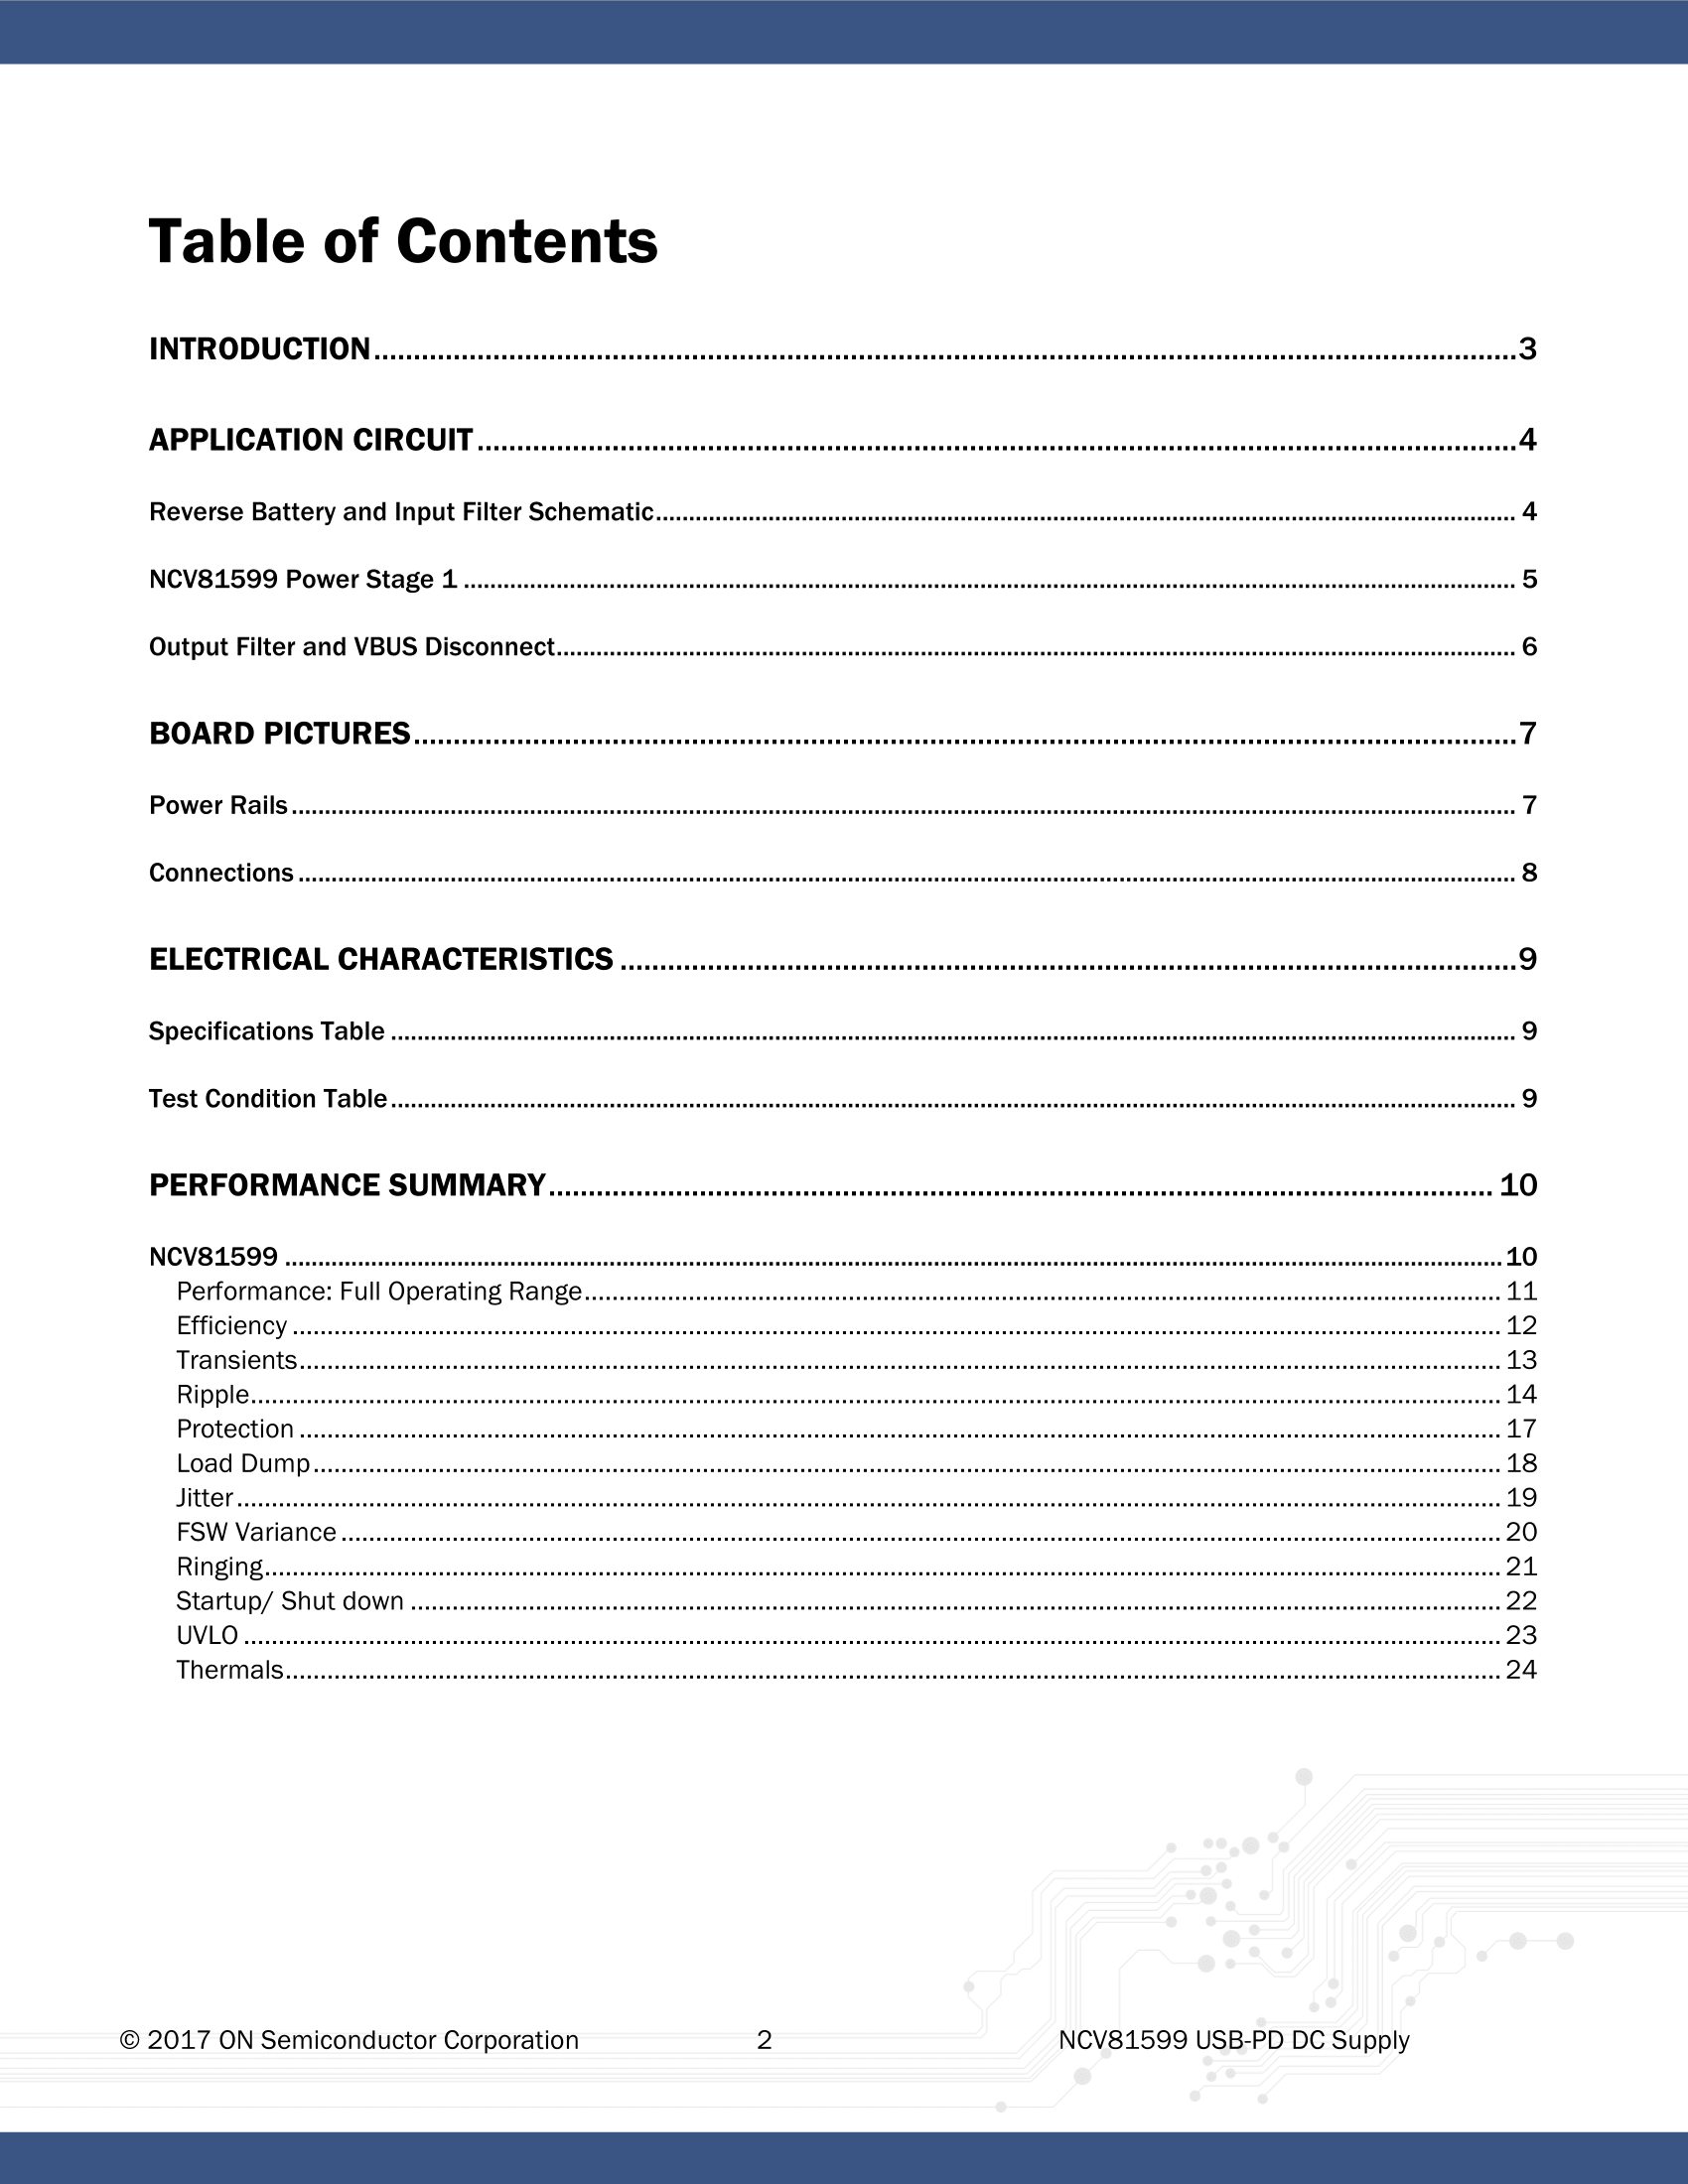 Table of Contents
INTRODUCTION....................3
APPLICATION CIRCUIT....................4
Reverse Battery and Input Filter Schematic.................... 4
NCV81599 Power Stage 1 .................... 5
Output Filter and VBUS Disconnect.................... 6
BOARD PICTURES....................7
Power Rails .................... 7
Connections .................... 8
ELECTRICAL CHARACTERISTICS ....................9
Specifications Table .................... 9
Test Condition Table .................... 9
PERFORMANCE SUMMARY.................... 10
NCV81599 ....................10
Performance: Full Operating Range.................... 11
Efficiency .................... 12
Transients.................... 13
Ripple.................... 14
Protection .................... 17
Load Dump.................... 18
Jitter .................... 19
FSW Variance .................... 20
Ringing.................... 21
Startup/ Shut down .................... 22
UVLO .................... 23
Thermals.................... 24
© 2017 ON Semiconductor Corporation 2 NCV81599 USB-PD DC Supply